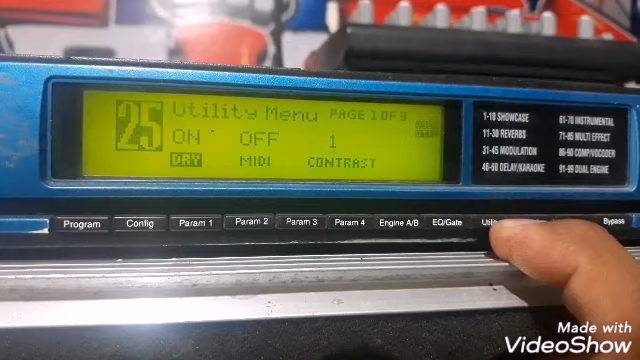 25
Utility Menu PAGE 1 OF 3
ON OFF 1
DRY MIDI CONTRAST
1-10 SHOWCASE
11-30 REVERBS
31-45 MODULATION
46-60 DELAY/KARAOKE
61-70 INSTRUMENTAL
71-85 MULTI EFFECT
86-90 COMP/VOCODER
91-99 DUAL ENGINE
Program Config Param 1 Param 2 Param 3 Param 4 Engine A/B EQ/Gate Bypass
Made with
VideoShow